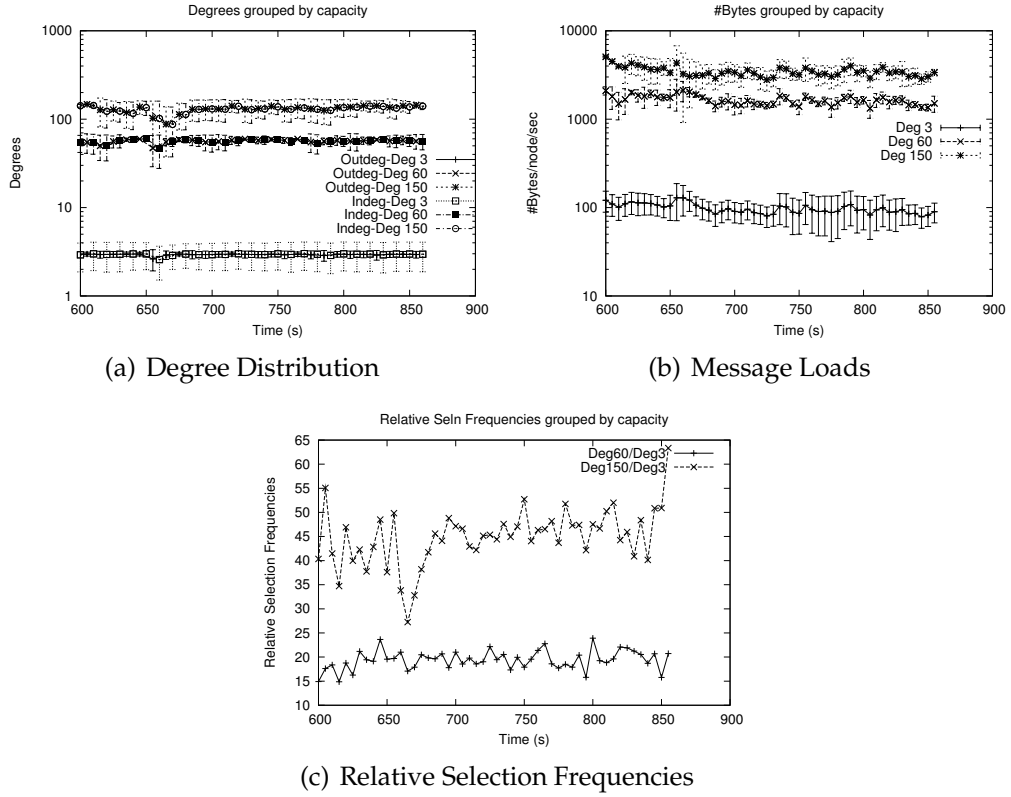 Degrees grouped by capacity
1000
100
10
1
Degrees
600
650
700
750
800
850
900
Time (s)
Outdeg-Deg 3
Outdeg-Deg 60
Outdeg-Deg 150
Indeg-Deg 3
Indeg-Deg 60
Indeg-Deg 150
(a) Degree Distribution
#Bytes grouped by capacity
10000
1000
100
10
#Bytes/node/sec
600
650
700
750
800
850
900
Time (s)
Deg 3
Deg 60
Deg 150
(b) Message Loads
Relative Seln Frequencies grouped by capacity
65
60
55
50
45
40
35
30
25
20
15
10
Relative Selection Frequencies
600
650
700
750
800
850
900
Time (s)
Deg60/Deg3
Deg150/Deg3
(c) Relative Selection Frequencies